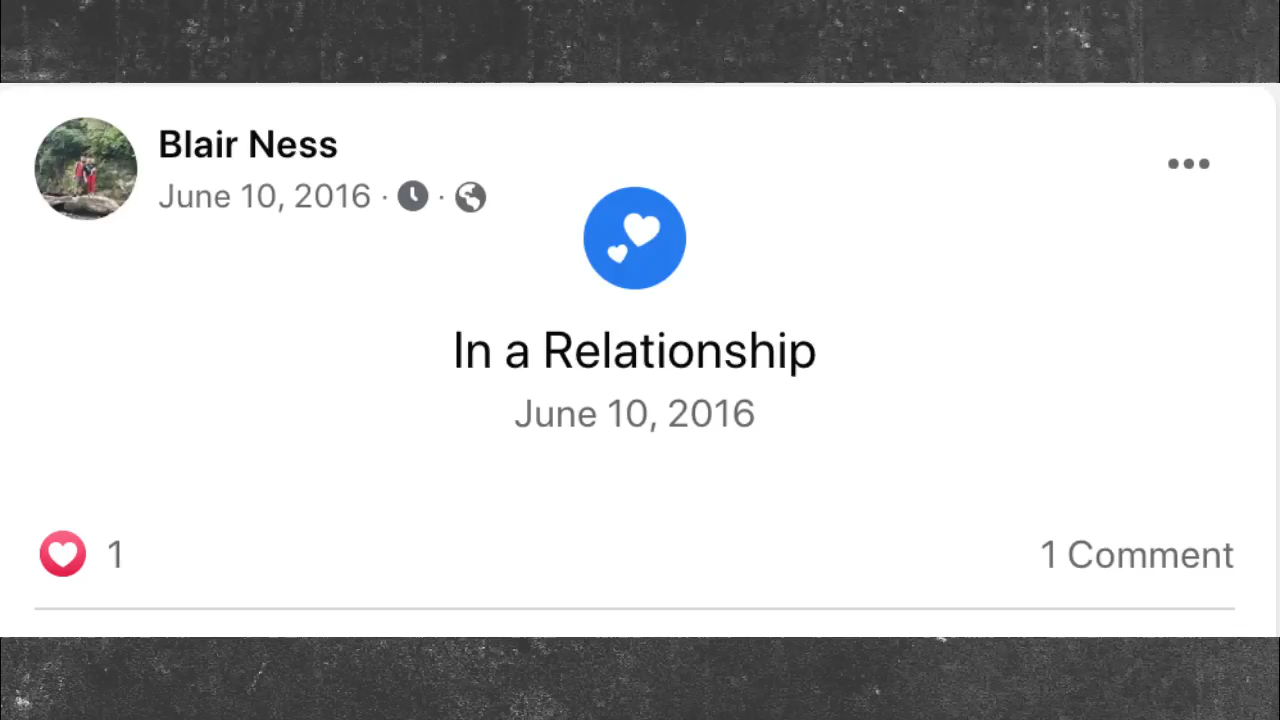 Blair Ness
June 10, 2016 · ·
In a Relationship
June 10, 2016
1
1 Comment